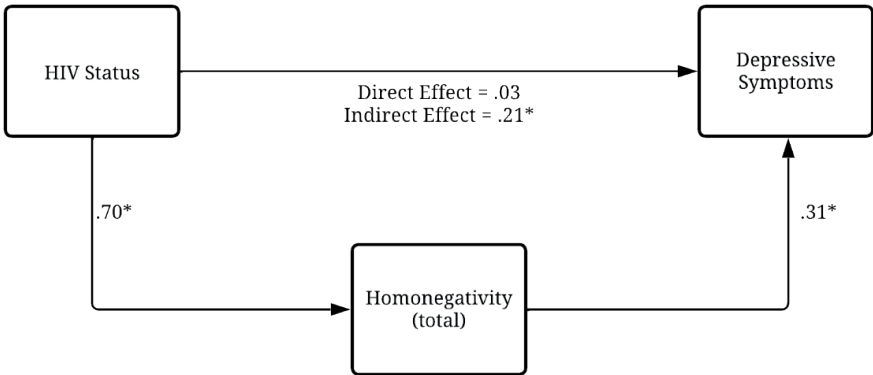 HIV Status
Depressive
Symptoms
Direct Effect = .03
Indirect Effect = .21*
.70*
.31*
Homonegativity
(total)